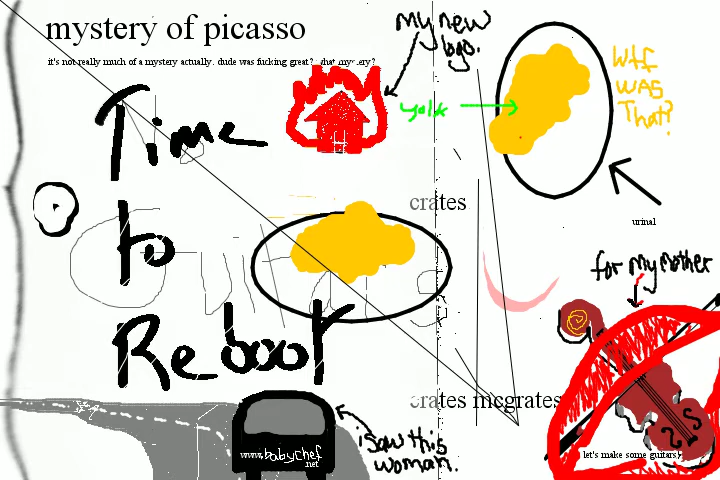 mystery of picasso
my new
logo.
it's not really much of a mystery actually. dude was fucking great?
Time
yolk
wtf
WAS
That?
crates
urinal
to
for my mother
Reboot
crates mcgrates
i saw this
woman.
www.babychef
.net
let's make some guitars!